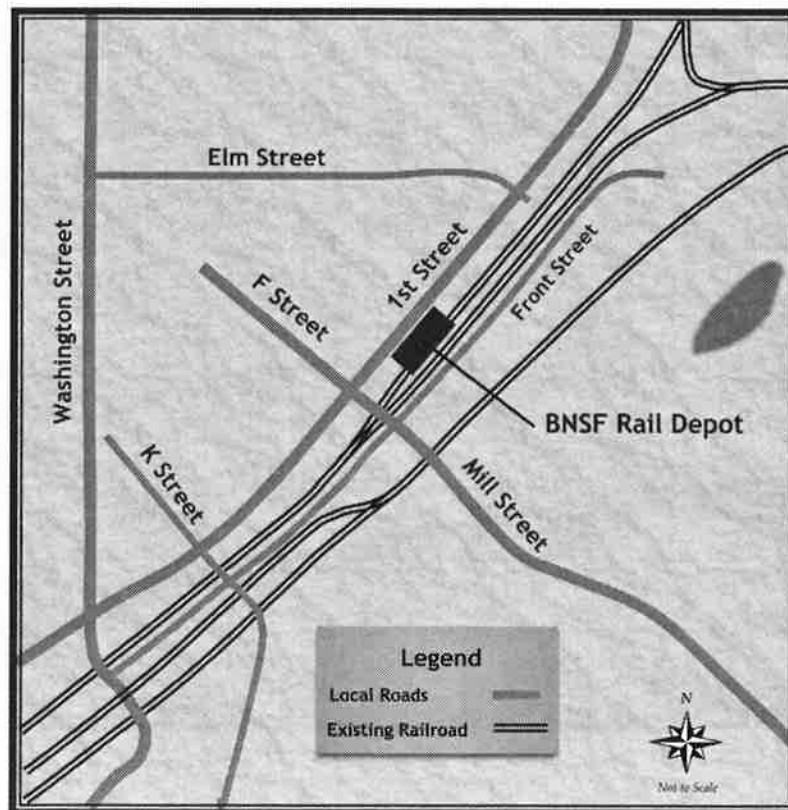 Elm Street
Washington Street
F Street
1st Street
Front Street
BNSF Rail Depot
K Street
Mill Street
Legend
Local Roads
Existing Railroad
N
Not to Scale